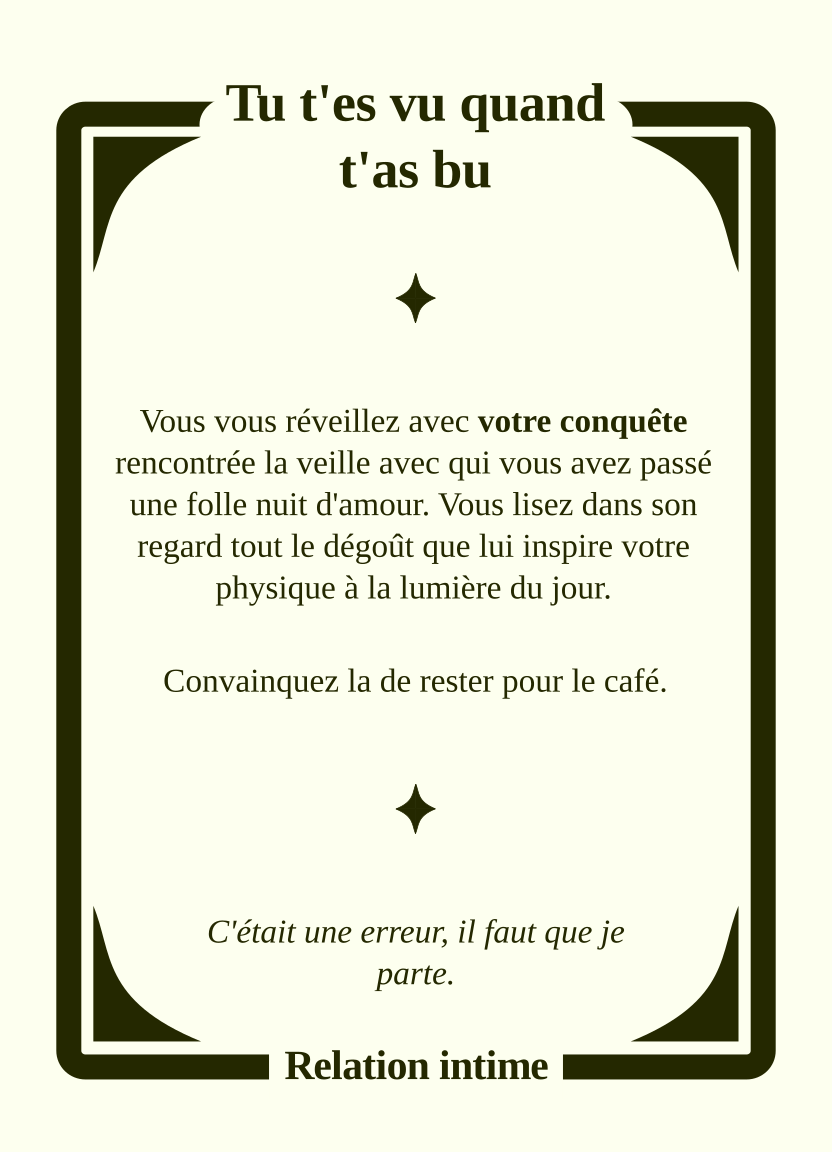 Tu t'es vu quand
t'as bu
Vous vous réveillez avec votre conquête
rencontrée la veille avec qui vous avez passé
une folle nuit d'amour. Vous lisez dans son
regard tout le dégoût que lui inspire votre
physique à la lumière du jour.
Convainquez la de rester pour le café.
C'était une erreur, il faut que je
parte.
Relation intime